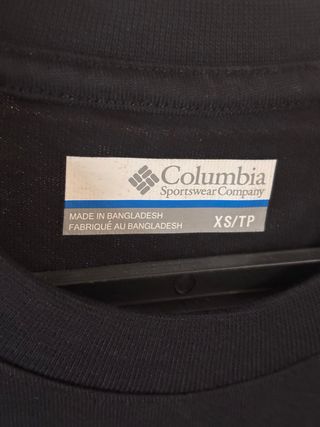 Columbia
Sportswear Company
MADE IN BANGLADESH
FABRIQUÉ AU BANGLADESH
XS/TP